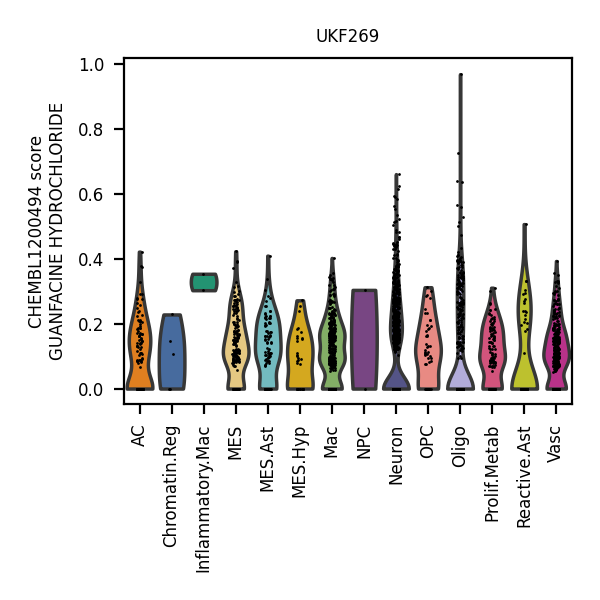 UKF269
CHEMBL1200494 score
GUANFACINE HYDROCHLORIDE
1.0
0.8
0.6
0.4
0.2
0.0
AC
Chromatin.Reg
Inflammatory.Mac
MES
MES.Ast
MES.Hyp
Mac
NPC
Neuron
OPC
Oligo
Prolif.Metab
Reactive.Ast
Vasc